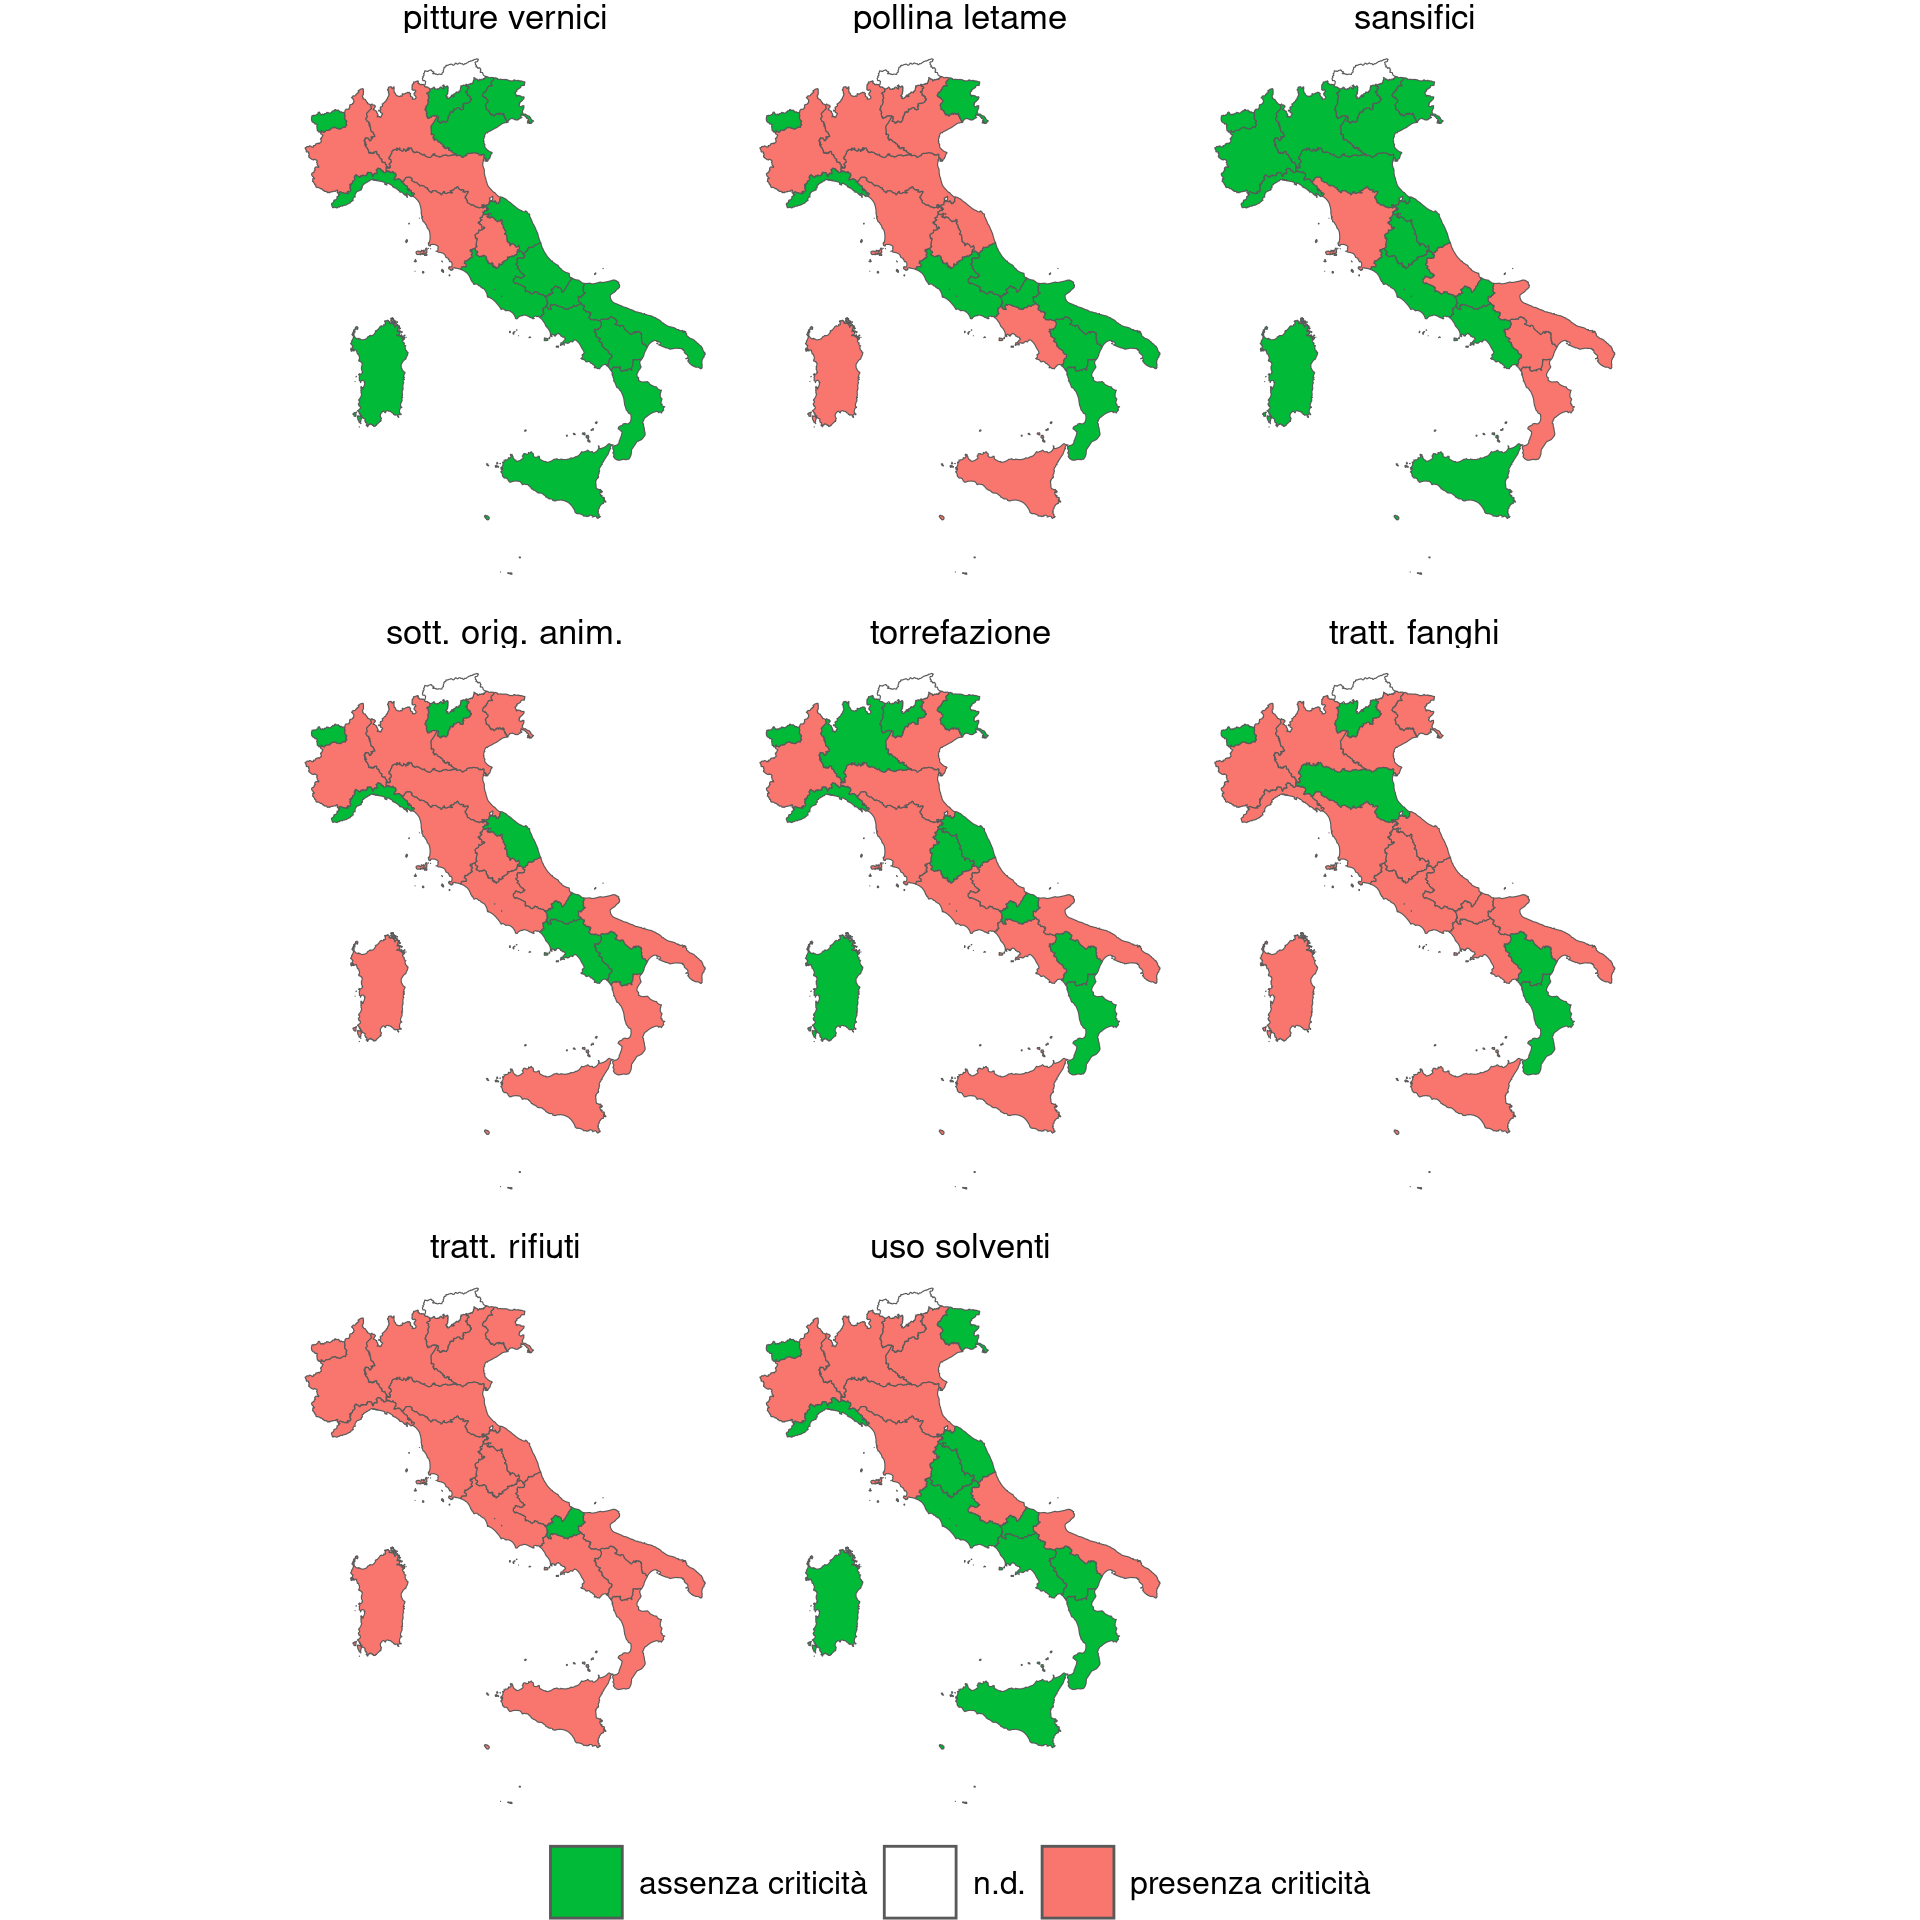 pitture vernici
pollina letame
sansifici
sott. orig. anim.
torrefazione
tratt. fanghi
tratt. rifiuti
uso solventi
assenza criticità
n.d.
presenza criticità